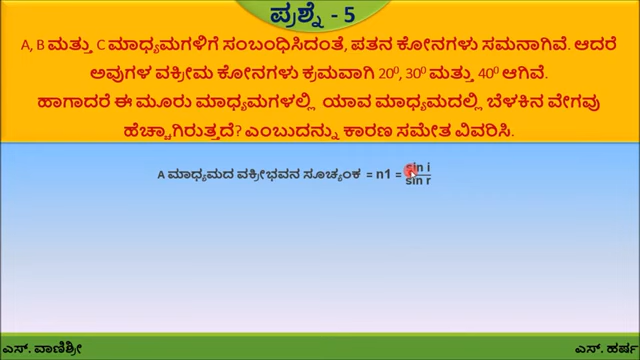 ಪ್ರಶ್ನೆ - 5
A, B ಮತ್ತು C ಮಾಧ್ಯಮಗಳಿಗೆ ಸಂಬಂಧಿಸಿದಂತೆ, ಪತನ ಕೋನಗಳು ಸಮನಾಗಿವೆ. ಆದರೆ
ಅವುಗಳ ವಕ್ರೀಮ ಕೋನಗಳು ಕ್ರಮವಾಗಿ 20⁰, 30⁰ ಮತ್ತು 40⁰ ಆಗಿವೆ.
ಹಾಗಾದರೆ ಈ ಮೂರು ಮಾಧ್ಯಮಗಳಲ್ಲಿ ಯಾವ ಮಾಧ್ಯಮದಲ್ಲಿ ಬೆಳಕಿನ ವೇಗವು
ಹೆಚ್ಚಾಗಿರುತ್ತದೆ? ಎಂಬುದನ್ನು ಕಾರಣ ಸಮೇತ ವಿವರಿಸಿ.
A ಮಾಧ್ಯಮದ ವಕ್ರೀಭವನ ಸೂಚ್ಯಂಕ = n1 = sin i
sin r
ಎಸ್. ವಾಣಿಶ್ರೀ
ಎಸ್. ಹರ್ಷ